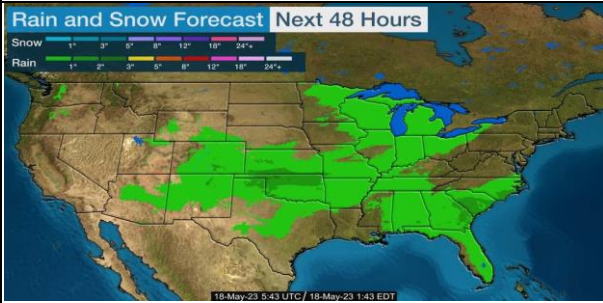 Rain and Snow Forecast Next 48 Hours
Snow
1" 3" 5" 8" 12" 18" 24"+
Rain
1" 2" 3" 5" 8" 12" 18" 24"+
18-May-23 5:43 UTC / 18-May-23 1:43 EDT